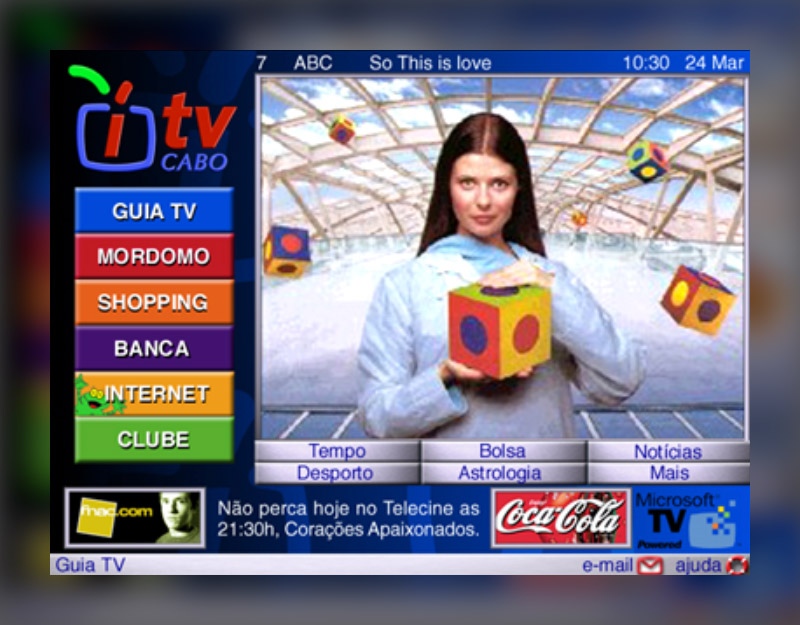 7 ABC So This is love 10:30 24 Mar
itv
CABO
GUIA TV
MORDOMO
SHOPPING
BANCA
INTERNET
CLUBE
Tempo Bolsa Notícias
Desporto Astrologia Mais
fnac.com
Não perca hoje no Telecine as
21:30h, Corações Apaixonados.
Coca-Cola
Microsoft
TV
Powered
Guia TV e-mail ajuda